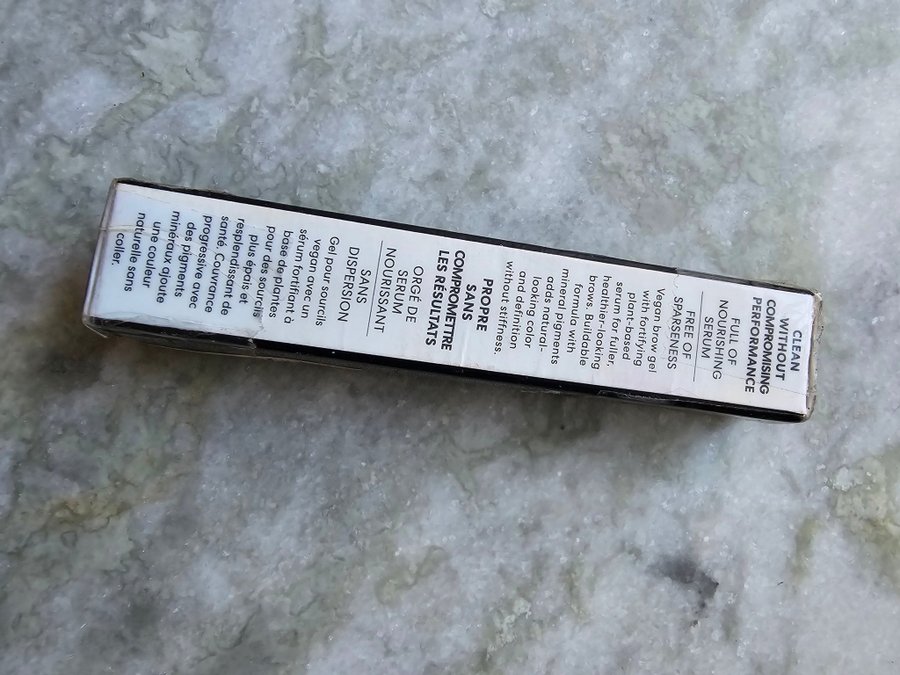 CLEAN
WITHOUT
COMPROMISING
PERFORMANCE
FULL OF
NOURISHING
SERUM
FREE OF
SPARSENESS
Vegan brow gel
with fortifying
plant-based
serum for fuller,
healthier-looking
brows. Buildable
formula with
mineral pigments
adds natural-
looking color
and definition
without stiffness.
PROPRE
SANS
COMPROMETTRE
LES RÉSULTATS
ORGÉ DE
SERUM
NOURISSANT
SANS
DISPERSION
Gel pour sourcils
vegan avec un
sérum fortifiant à
base de plantes
pour des sourcils
plus épais et
resplendissant de
santé. Couvrance
progressive avec
des pigments
minéraux ajoute
une couleur
naturelle sans
coller.